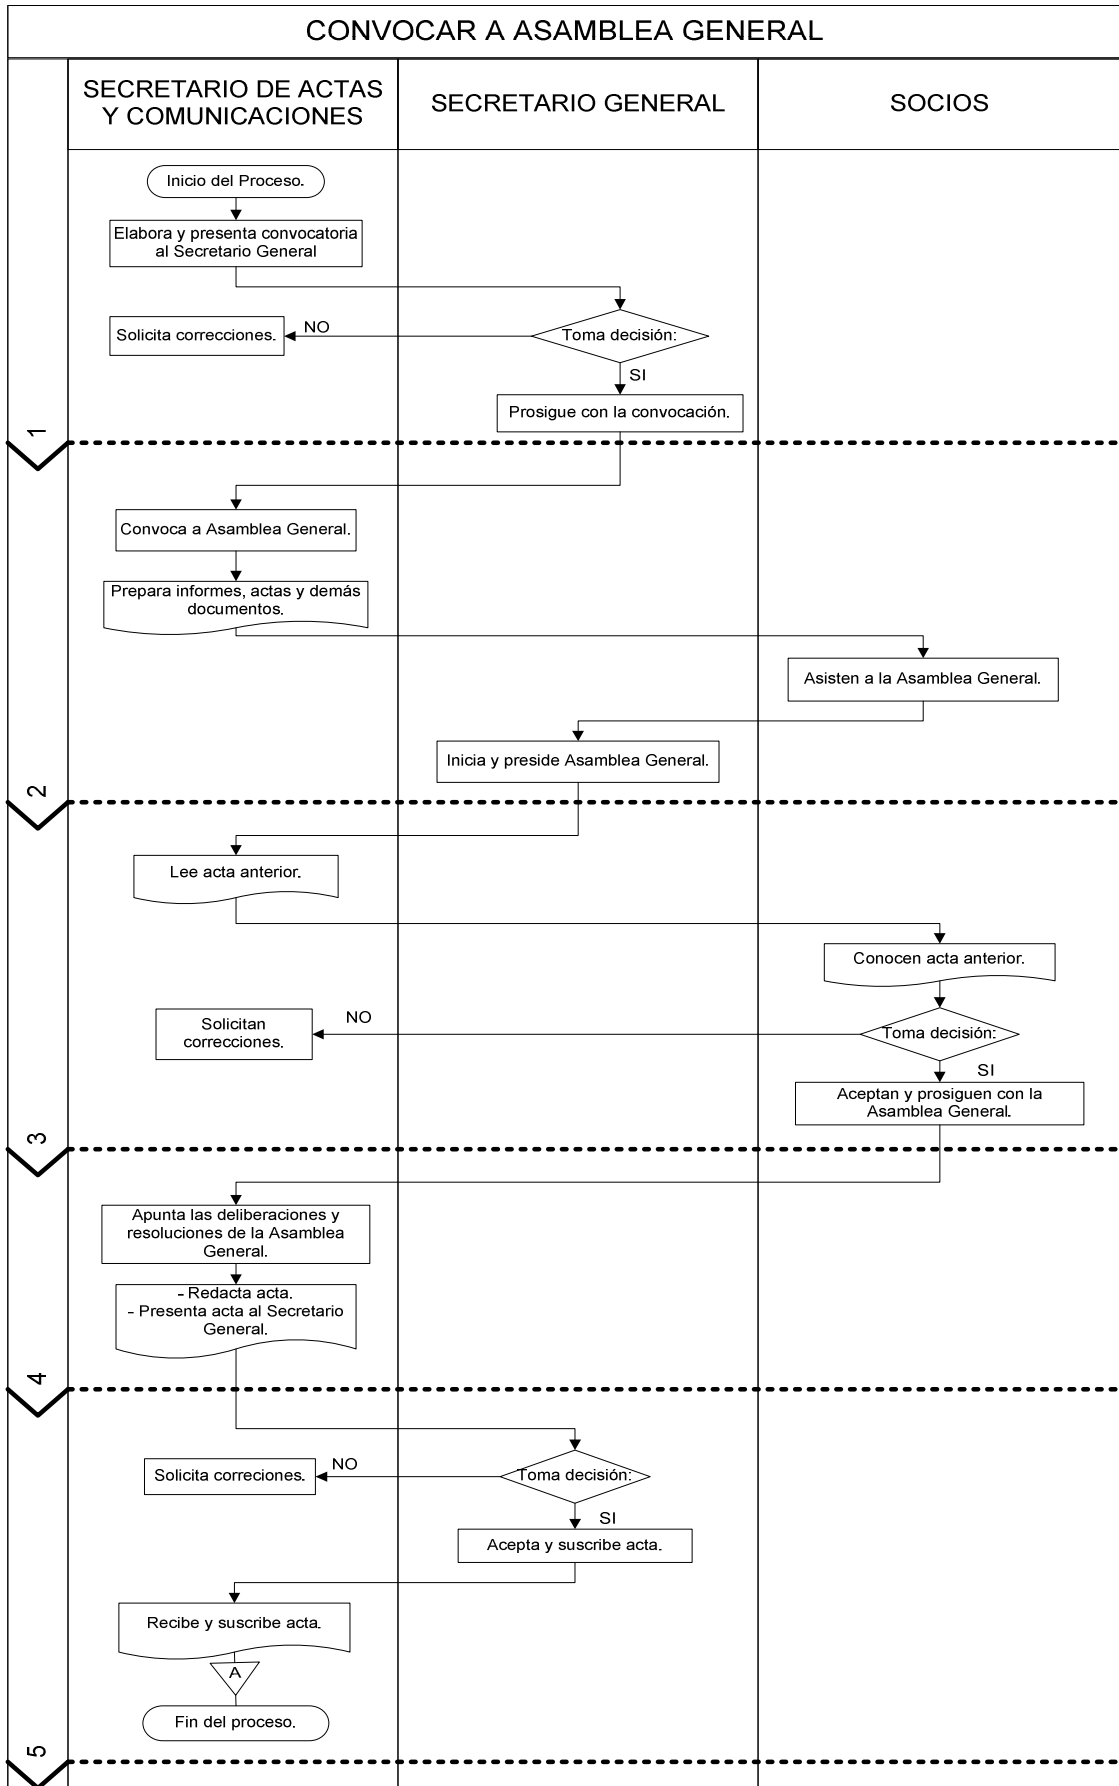 CONVOCAR A ASAMBLEA GENERAL
SECRETARIO DE ACTAS
Y COMUNICACIONES
SECRETARIO GENERAL
SOCIOS
Inicio del Proceso.
Elabora y presenta convocatoria
al Secretario General
Toma decisión:
NO
Solicita correcciones.
SI
Prosigue con la convocación.
1
Convoca a Asamblea General.
Prepara informes, actas y demás
documentos.
Asisten a la Asamblea General.
Inicia y preside Asamblea General.
2
Lee acta anterior.
Conocen acta anterior.
Toma decisión:
NO
Solicitan
correcciones.
SI
Aceptan y prosiguen con la
Asamblea General.
3
Apunta las deliberaciones y
resoluciones de la Asamblea
General.
- Redacta acta.
- Presenta acta al Secretario
General.
4
Toma decisión:
NO
Solicita correciones.
SI
Acepta y suscribe acta.
Recibe y suscribe acta.
A
Fin del proceso.
5